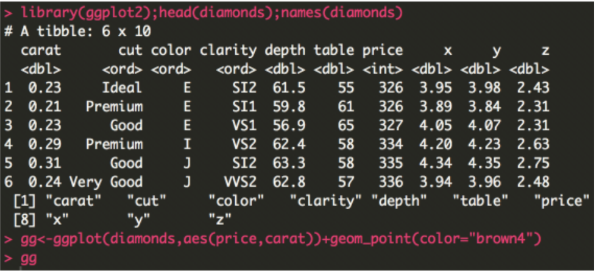 > library(ggplot2);head(diamonds);names(diamonds)
# A tibble: 6 x 10
  carat       cut color clarity depth table price     x     y     z
  <dbl>     <ord> <ord>   <ord> <dbl> <dbl> <int> <dbl> <dbl> <dbl>
1  0.23     Ideal     E     SI2  61.5    55   326  3.95  3.98  2.43
2  0.21   Premium     E     SI1  59.8    61   326  3.89  3.84  2.31
3  0.23      Good     E     VS1  56.9    65   327  4.05  4.07  2.31
4  0.29   Premium     I     VS2  62.4    58   334  4.20  4.23  2.63
5  0.31      Good     J     SI2  63.3    58   335  4.34  4.35  2.75
6  0.24 Very Good     J    VVS2  62.8    57   336  3.94  3.96  2.48
 [1] "carat"   "cut"     "color"   "clarity" "depth"   "table"   "price"
 [8] "x"       "y"       "z"
> gg<-ggplot(diamonds,aes(price,carat))+geom_point(color="brown4")
> gg